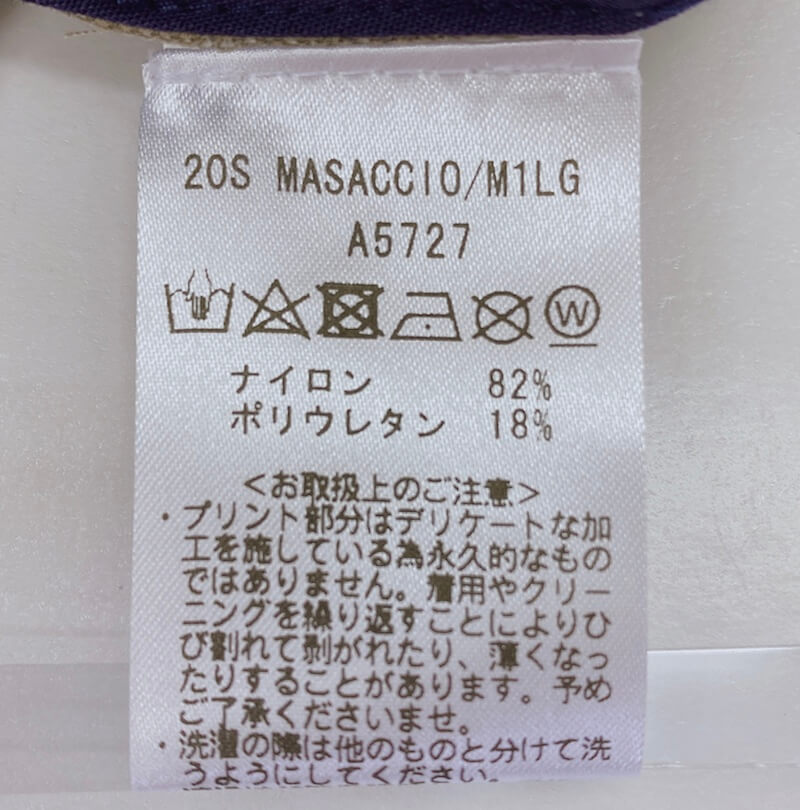 20S MASACCIO/M1LG
A5727
W
ナイロン 82%
ポリウレタン 18%
<お取扱上のご注意>
・プリント部分はデリケートな加
工を施している為永久的なもの
ではありません。着用やクリー
ニングを繰り返すことによりひ
び割れて剥がれたり、薄くなっ
たりすることがあります。予め
ご了承くださいませ。
・洗濯の際は他のものと分けて洗
うようにしてください。